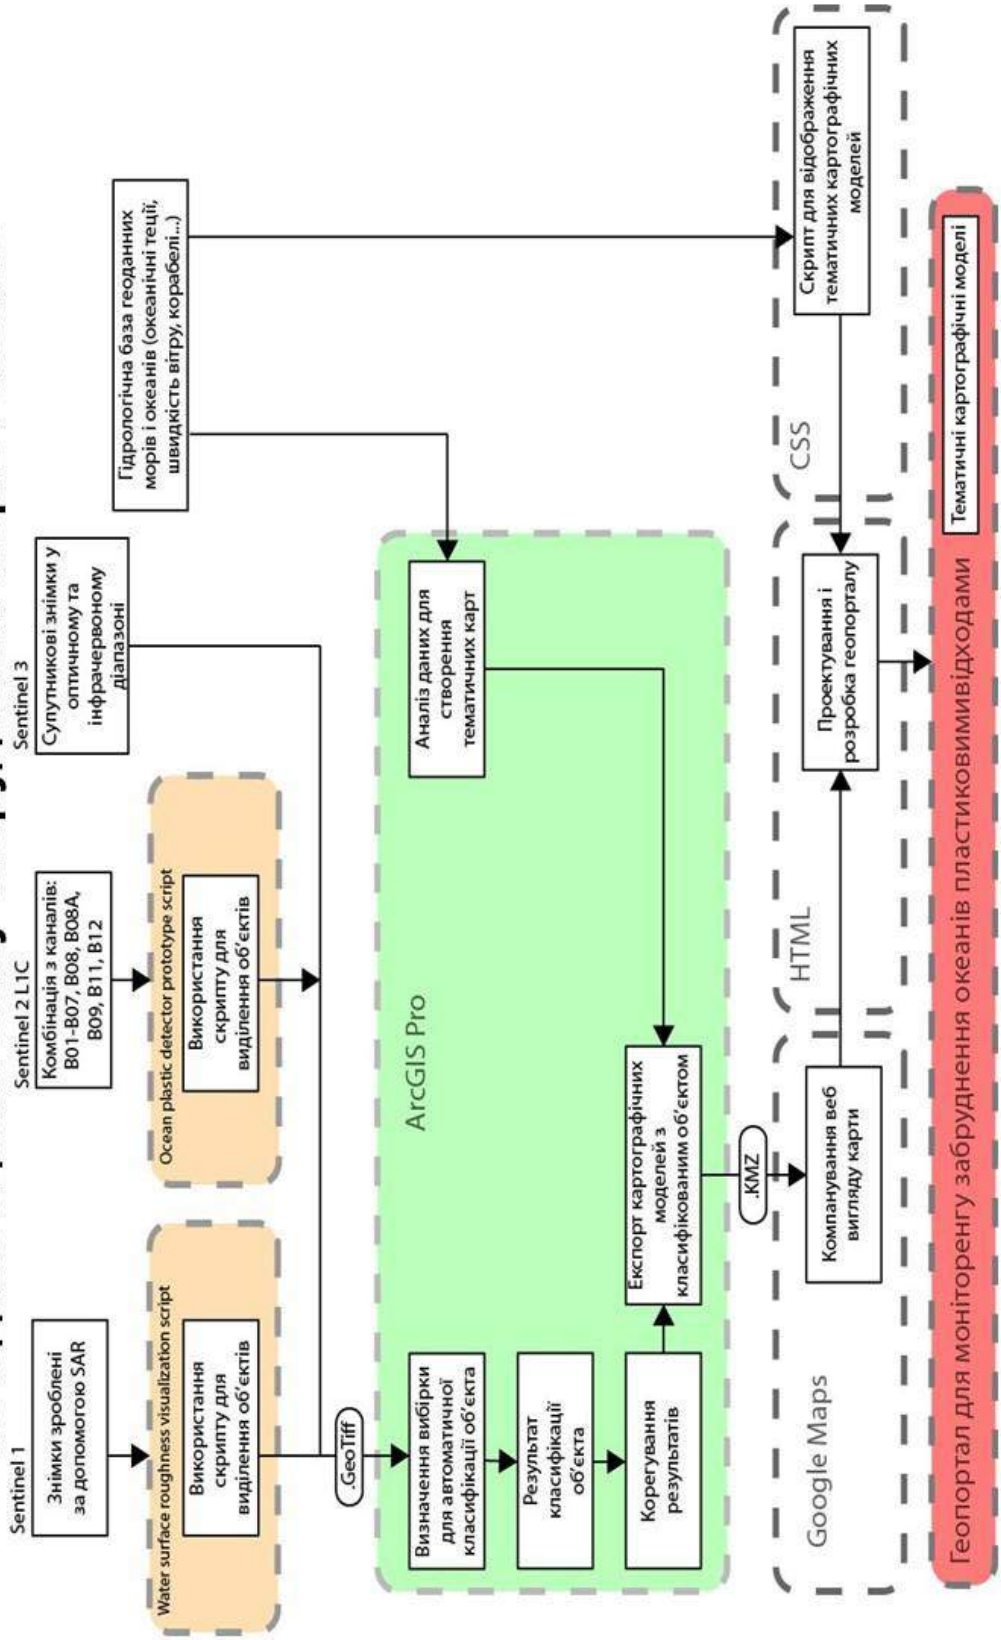 Sentinel 1
Знімки зроблені
за допомогою SAR
Water surface roughness visualization script
Використання
скрипту для
виділення об'єктів
Sentinel 2 L1C
Комбінація з каналів:
B01-B07, B08, B08A,
B09, B11, B12
Ocean plastic detector prototype script
Використання
скрипту для
виділення об'єктів
Sentinel 3
Супутникові знімки у
оптичному та
інфрачервоному
діапазоні
Гідрологічна база геоданних
морів і океанів (океанічні течії,
швидкість вітру, корабелі...)
.GeoTiff
ArcGIS Pro
Визначення вибірки
для автоматичної
класифікації об'єкта
Результат
класифікації
об'єкта
Корегування
результатів
Аналіз даних для
створення
тематичних карт
Експорт картографічних
моделей з
класифікованим об'єктом
.KMZ
Google Maps
Компанування веб
вигляду карти
HTML
Проектування і
розробка геопорталу
CSS
Скрипт для відображення
тематичних картографічних
моделей
Геопортал для моніторенгу забруднення океанів пластиковимивідходами
Тематичні картографічні моделі